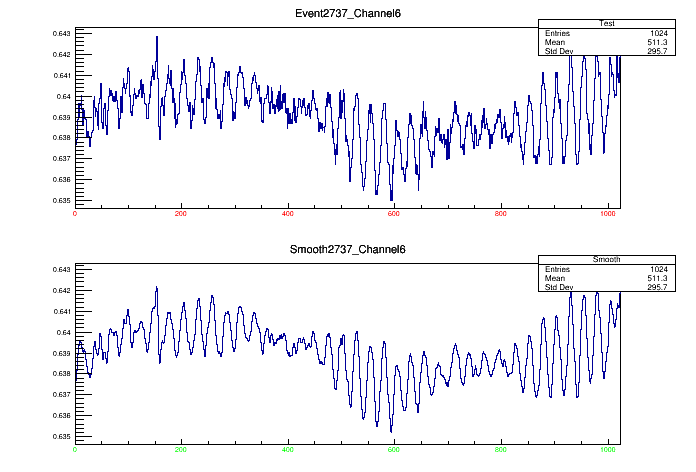 Event2737_Channel6
Test
Entries 1024
Mean 511.3
Std Dev 295.7
0.643
0.642
0.641
0.64
0.639
0.638
0.637
0.636
0.635
0 200 400 600 800 1000
Smooth2737_Channel6
Smooth
Entries 1024
Mean 511.3
Std Dev 295.7
0.643
0.642
0.641
0.64
0.639
0.638
0.637
0.636
0.635
0 200 400 600 800 1000